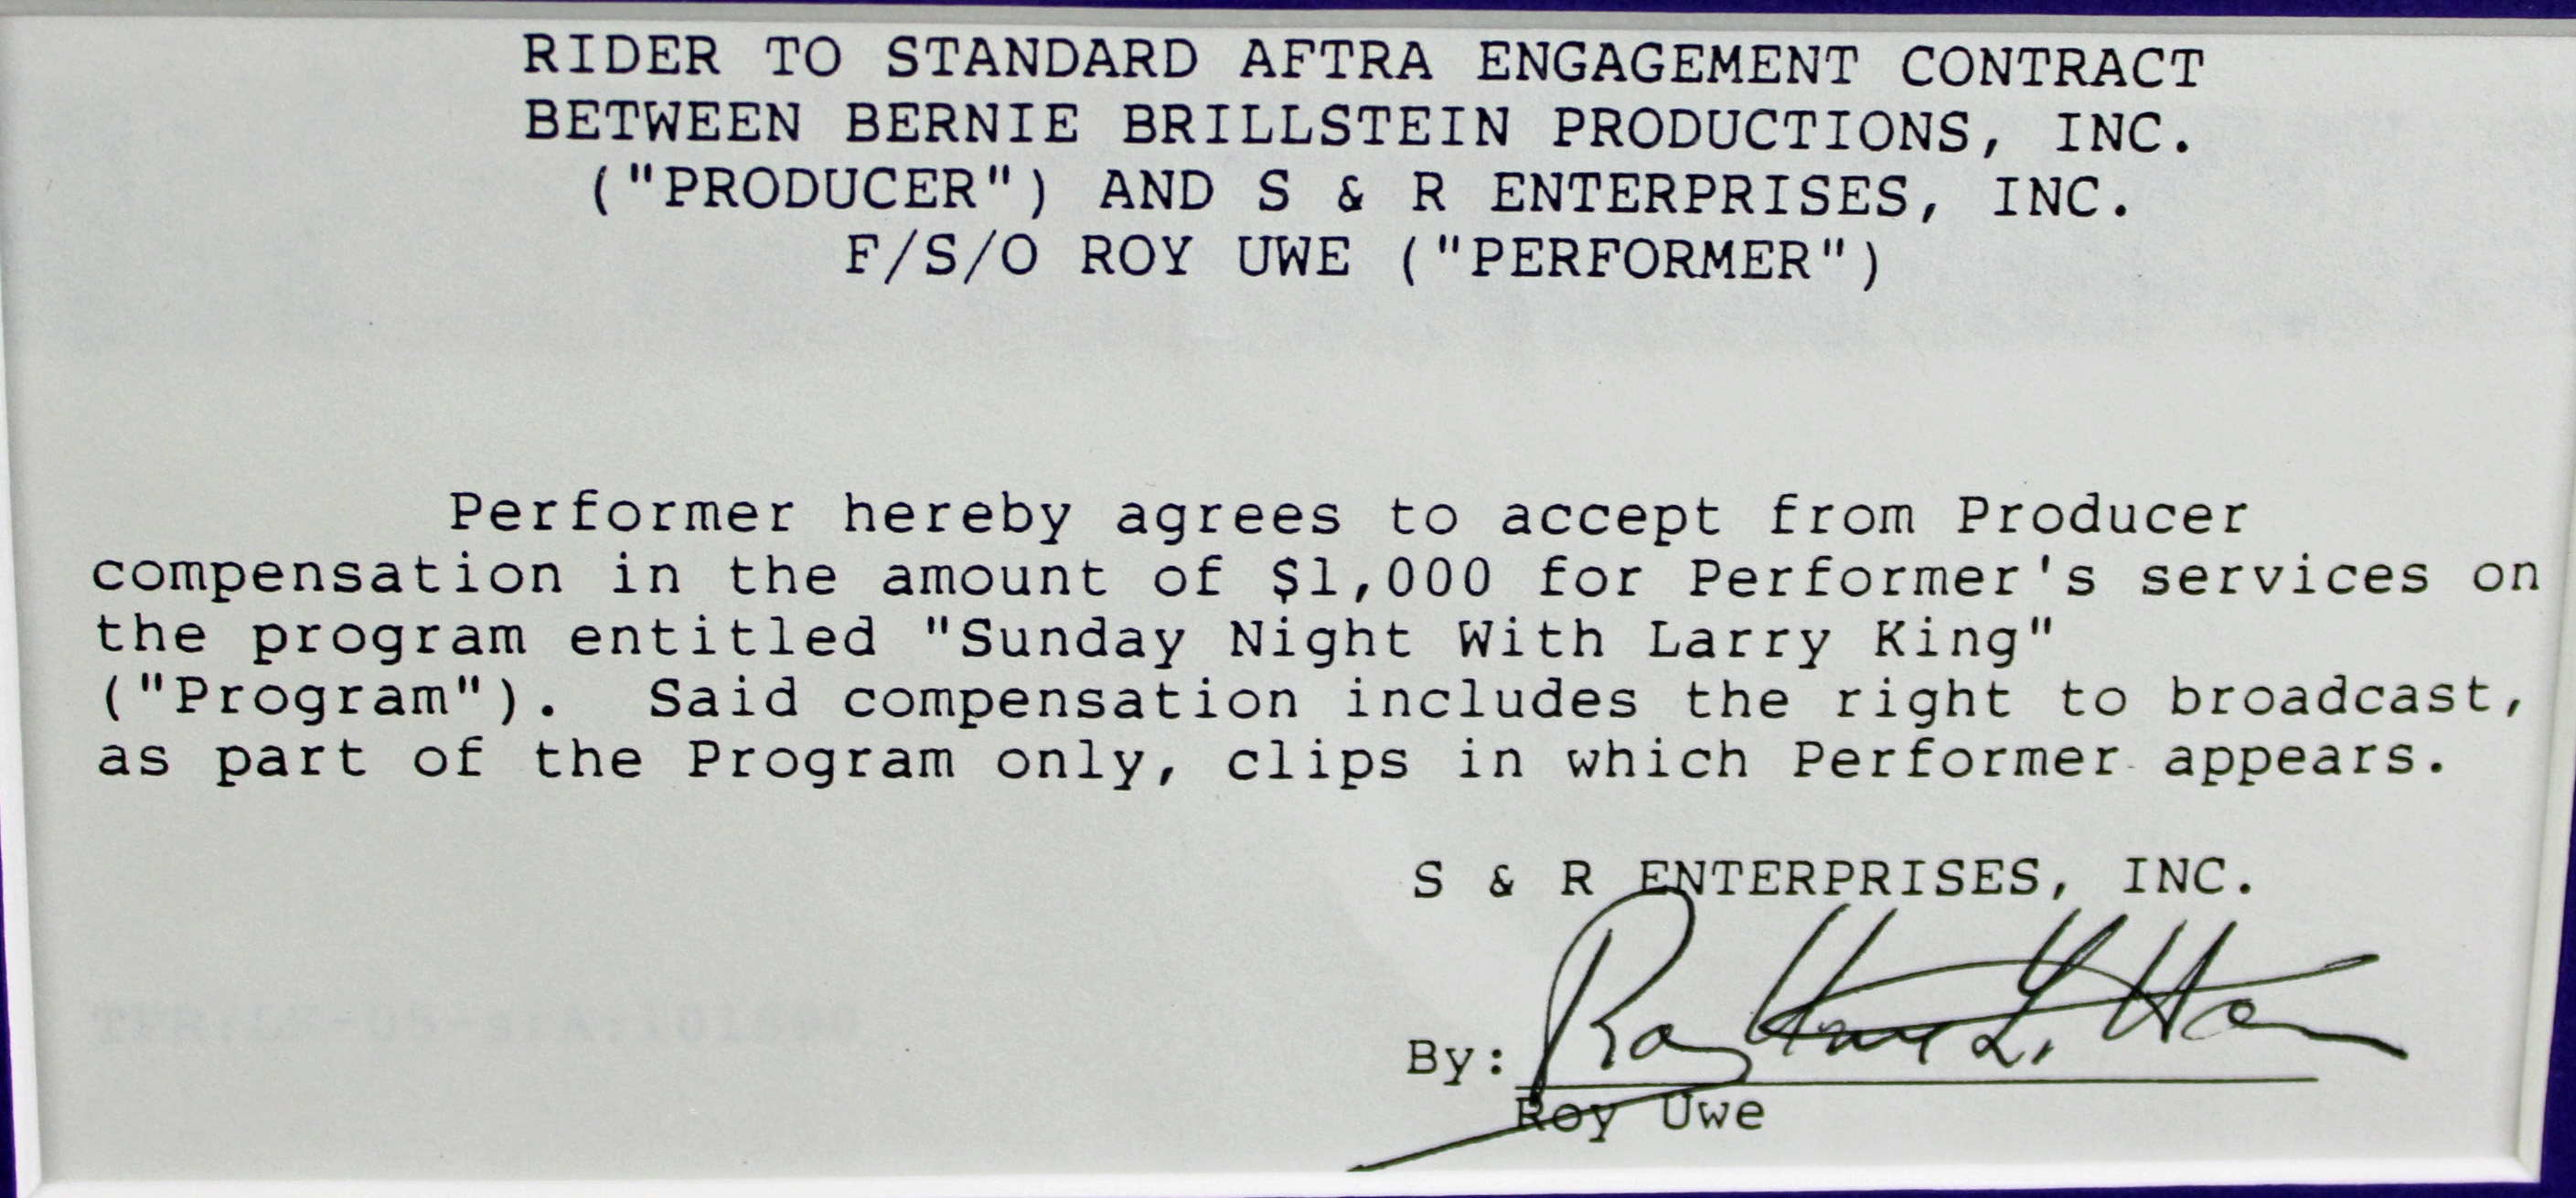 RIDER TO STANDARD AFTRA ENGAGEMENT CONTRACT
BETWEEN BERNIE BRILLSTEIN PRODUCTIONS, INC.
("PRODUCER") AND S & R ENTERPRISES, INC.
F/S/O ROY UWE ("PERFORMER")
Performer hereby agrees to accept from Producer
compensation in the amount of $1,000 for Performer's services on
the program entitled "Sunday Night With Larry King"
("Program").  Said compensation includes the right to broadcast,
as part of the Program only, clips in which Performer appears.
S & R ENTERPRISES, INC.
By:
Roy Uwe